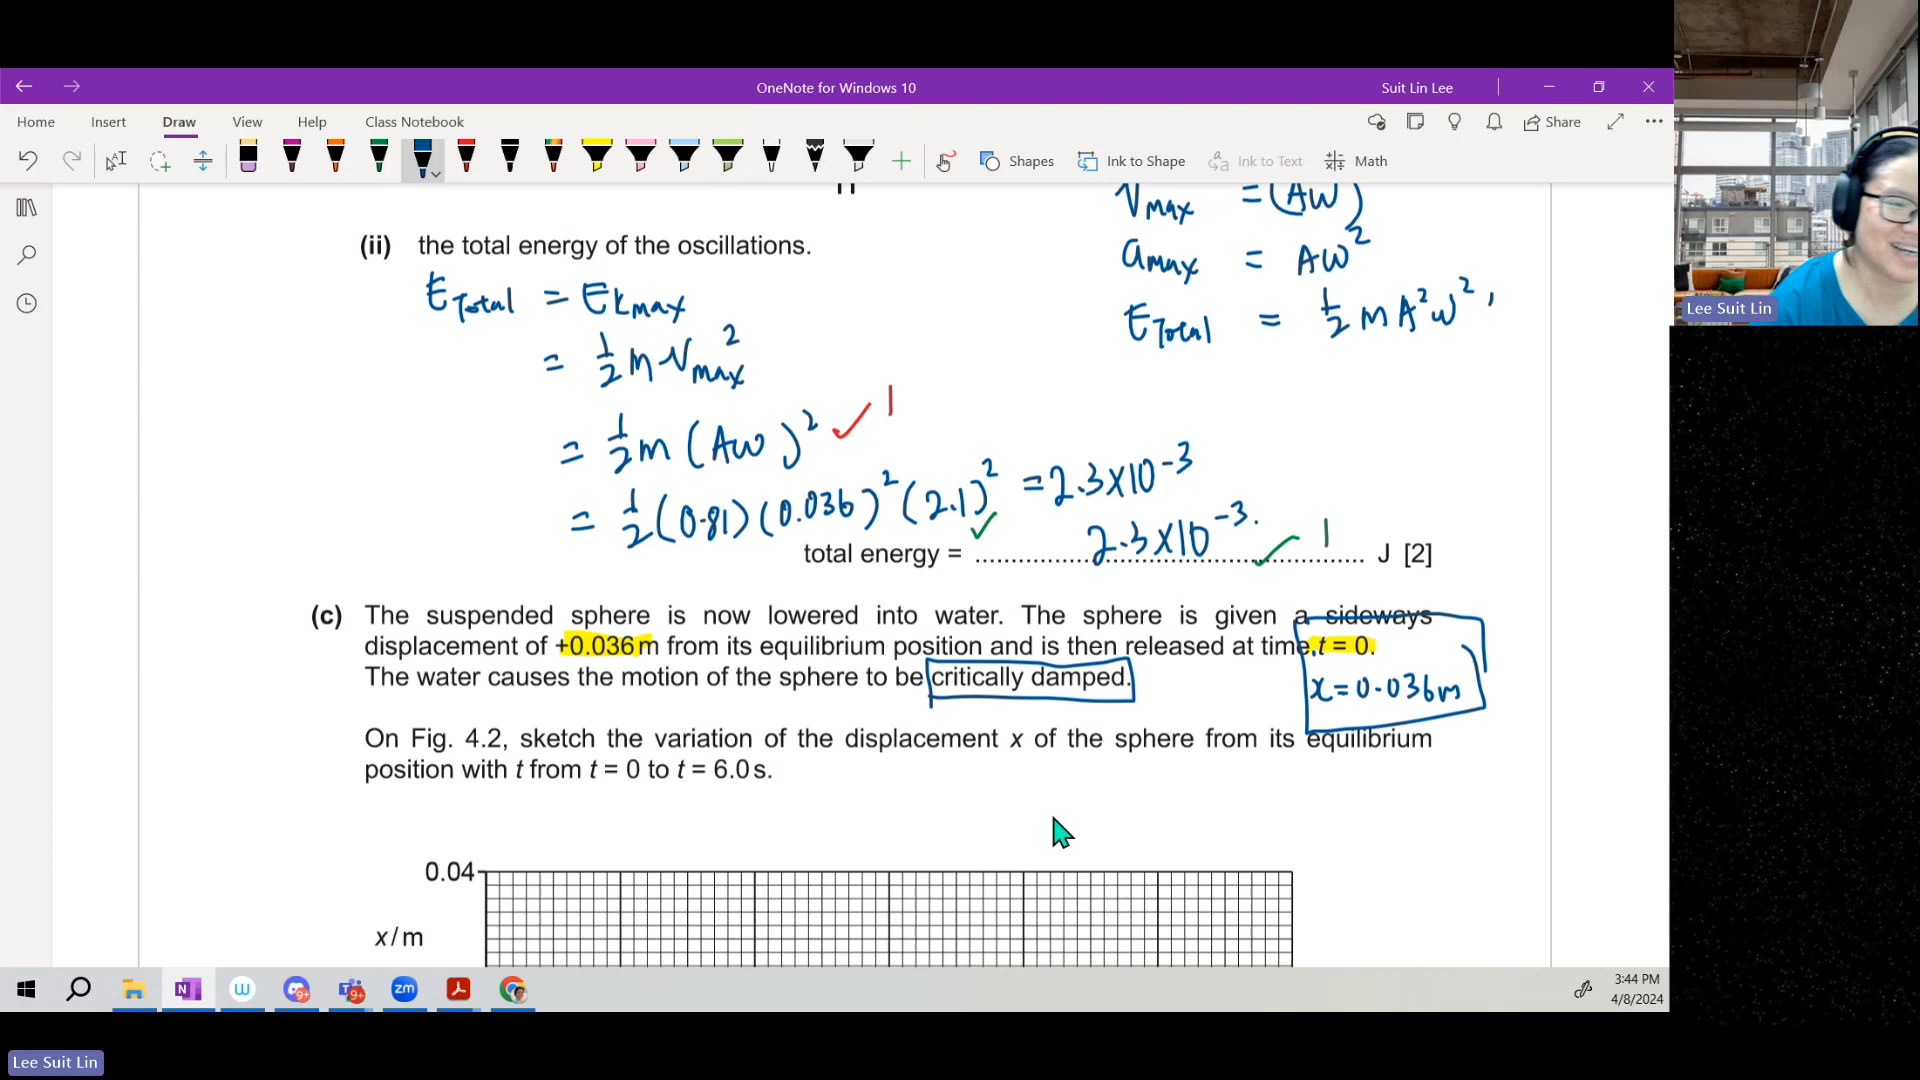 OneNote for Windows 10
Suit Lin Lee
Home Insert Draw View Help Class Notebook
Share
Shapes Ink to Shape Ink to Text Math
Vmax = (Aω)
amax = Aω²
ETotal = ½ m A²ω²,
(ii) the total energy of the oscillations.
ETotal = Ekmax
= ½ m vmax²
= ½ m (Aω)² ✓ 1
= ½ (0.81) (0.036)² (2.1)² = 2.3×10⁻³
✓ 2.3×10⁻³.
total energy = ........................ J [2]
✓ 1
(c) The suspended sphere is now lowered into water. The sphere is given a sideways
displacement of +0.036 m from its equilibrium position and is then released at time t = 0.
The water causes the motion of the sphere to be critically damped.
x = 0.036m
On Fig. 4.2, sketch the variation of the displacement x of the sphere from its equilibrium
position with t from t = 0 to t = 6.0 s.
0.04
x / m
3:44 PM
4/8/2024
Lee Suit Lin
Lee Suit Lin